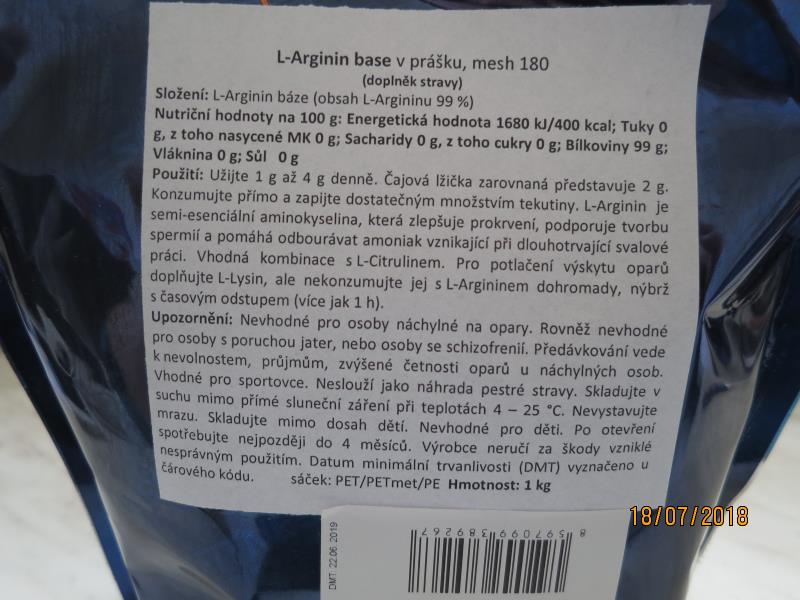 L-Arginin base v prášku, mesh 180
(doplněk stravy)
Složení: L-Arginin báze (obsah L-Argininu 99 %)
Nutriční hodnoty na 100 g: Energetická hodnota 1680 kJ/400 kcal; Tuky 0
g, z toho nasycené MK 0 g; Sacharidy 0 g, z toho cukry 0 g; Bílkoviny 99 g;
Vláknina 0 g; Sůl 0 g
Použití: Užijte 1 g až 4 g denně. Čajová lžička zarovnaná představuje 2 g.
Konzumujte přímo a zapijte dostatečným množstvím tekutiny. L-Arginin je
semi-esenciální aminokyselina, která zlepšuje prokrvení, podporuje tvorbu
spermií a pomáhá odbourávat amoniak vznikající při dlouhotrvající svalové
práci. Vhodná kombinace s L-Citrulinem. Pro potlačení výskytu oparů
doplňujte L-Lysin, ale nekonzumujte jej s L-Argininem dohromady, nýbrž
s časovým odstupem (více jak 1 h).
Upozornění: Nevhodné pro osoby náchylné na opary. Rovněž nevhodné
pro osoby s poruchou jater, nebo osoby se schizofrenií. Předávkování vede
k nevolnostem, průjmům, zvýšené četnosti oparů u náchylných osob.
Vhodné pro sportovce. Neslouží jako náhrada pestré stravy. Skladujte v
suchu mimo přímé sluneční záření při teplotách 4 – 25 °C. Nevystavujte
mrazu. Skladujte mimo dosah dětí. Nevhodné pro děti. Po otevření
spotřebujte nejpozději do 4 měsíců. Výrobce neručí za škody vzniklé
nesprávným použitím. Datum minimální trvanlivosti (DMT) vyznačeno u
čárového kódu. sáček: PET/PETmet/PE Hmotnost: 1 kg
18/07/2018
8 597099 389267
DMT: 22.06.2019